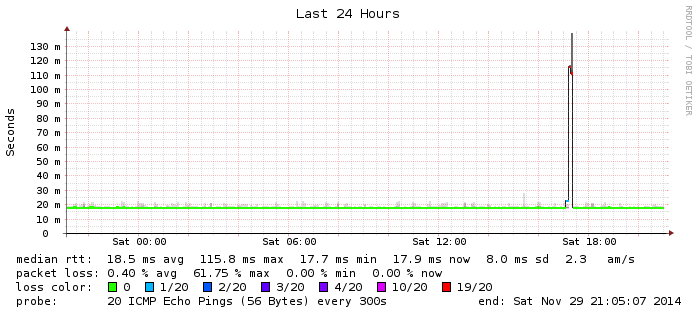 Last 24 Hours
RRDTOOL / TOBI OETIKER
Seconds
130 m
120 m
110 m
100 m
90 m
80 m
70 m
60 m
50 m
40 m
30 m
20 m
10 m
0
Sat 00:00 Sat 06:00 Sat 12:00 Sat 18:00
median rtt: 18.5 ms avg 115.8 ms max 17.7 ms min 17.9 ms now 8.0 ms sd 2.3 am/s
packet loss: 0.40 % avg 61.75 % max 0.00 % min 0.00 % now
loss color: 0 1/20 2/20 3/20 4/20 10/20 19/20
probe: 20 ICMP Echo Pings (56 Bytes) every 300s end: Sat Nov 29 21:05:07 2014